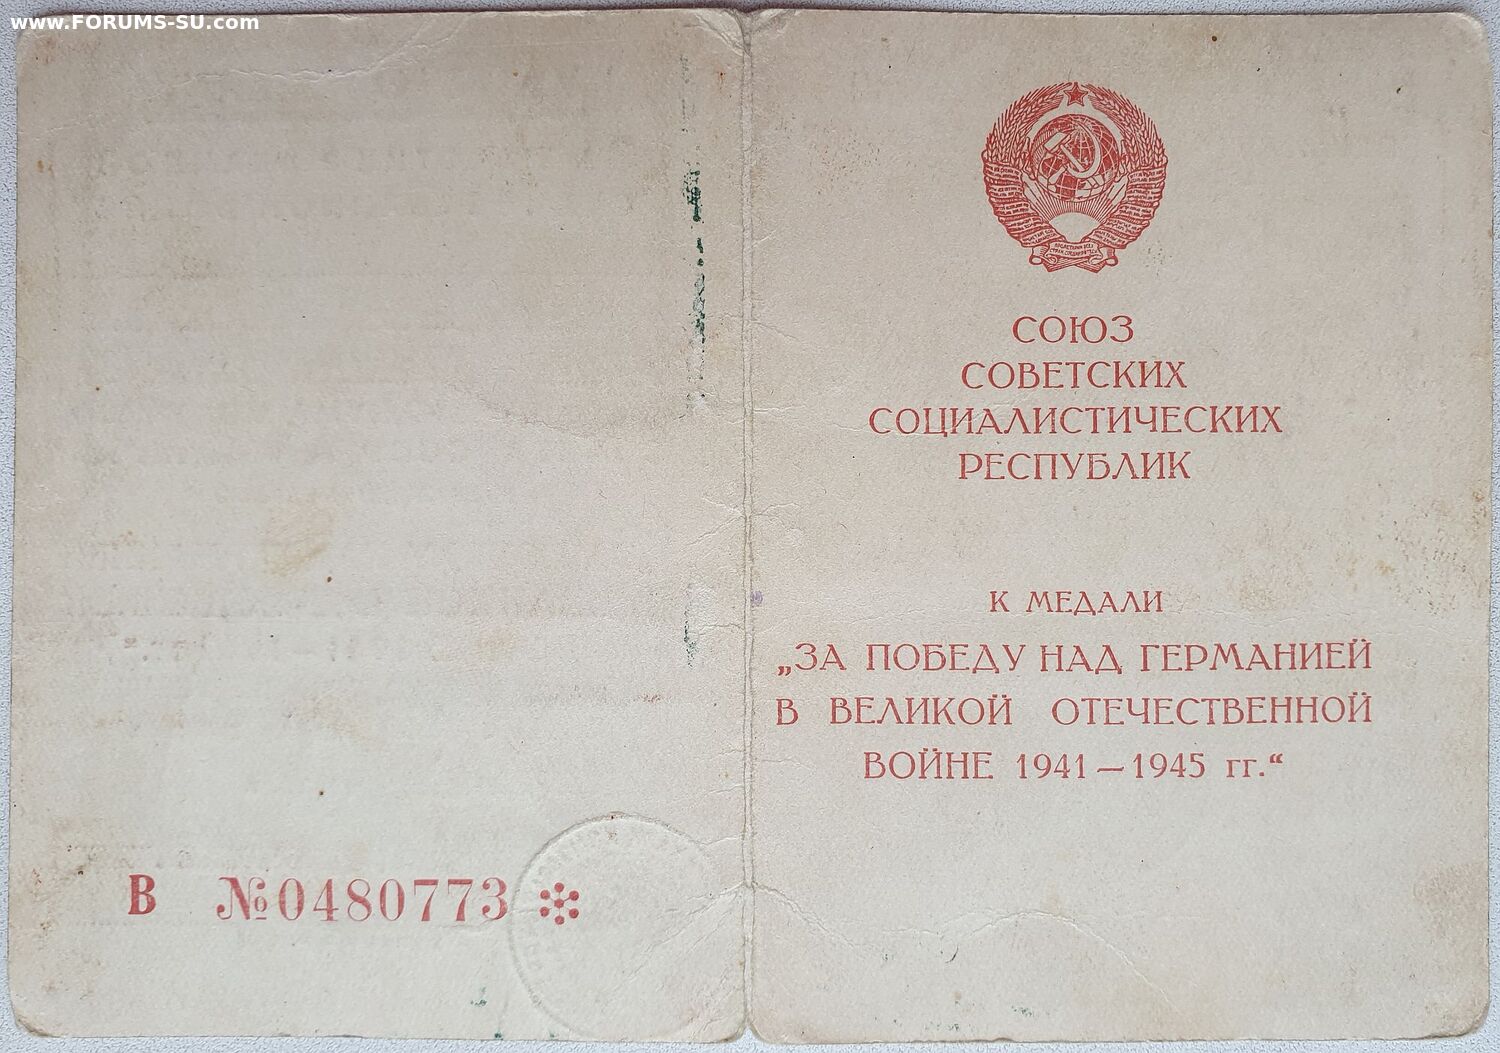 www.FORUMS-SU.com
СОЮЗ
СОВЕТСКИХ
СОЦИАЛИСТИЧЕСКИХ
РЕСПУБЛИК
К МЕДАЛИ
„ЗА ПОБЕДУ НАД ГЕРМАНИЕЙ
В ВЕЛИКОЙ ОТЕЧЕСТВЕННОЙ
ВОЙНЕ 1941—1945 гг.“
В №0480773